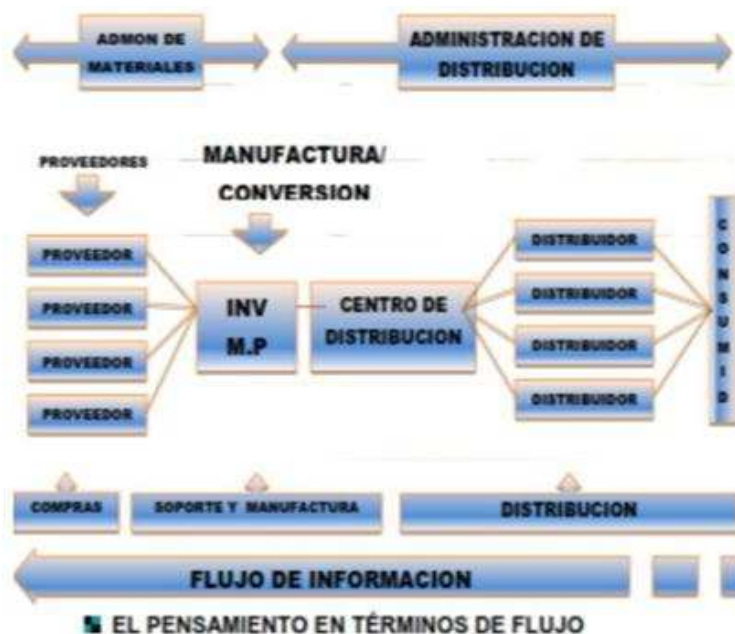 ADMON DE
MATERIALES
ADMINISTRACION DE
DISTRIBUCION
PROVEEDORES
MANUFACTURA/
CONVERSION
PROVEEDOR
PROVEEDOR
PROVEEDOR
PROVEEDOR
INV
M.P
CENTRO DE
DISTRIBUCION
DISTRIBUIDOR
DISTRIBUIDOR
DISTRIBUIDOR
DISTRIBUIDOR
CONSUMID
COMPRAS
SOPORTE Y MANUFACTURA
DISTRIBUCION
FLUJO DE INFORMACION
EL PENSAMIENTO EN TÉRMINOS DE FLUJO